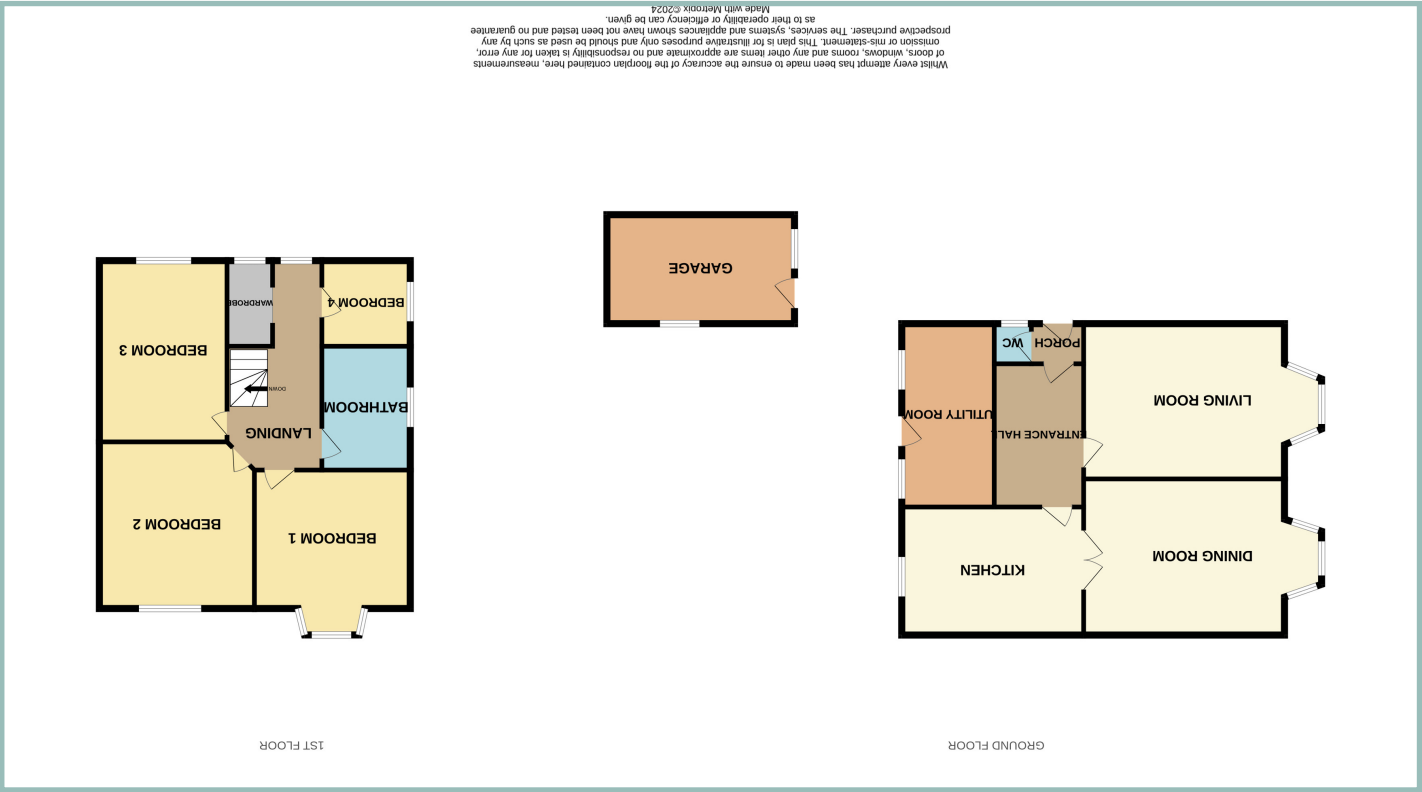 GROUND FLOOR
1ST FLOOR
DINING ROOM
KITCHEN
LIVING ROOM
ENTRANCE HALL
UTILITY ROOM
PORCH
WC
GARAGE
BEDROOM 1
BEDROOM 2
LANDING
BATHROOM
DOWN
BEDROOM 3
BEDROOM 4
WARDROBE
Whilst every attempt has been made to ensure the accuracy of the floorplan contained here, measurements
of doors, windows, rooms and any other items are approximate and no responsibility is taken for any error,
omission or mis-statement. This plan is for illustrative purposes only and should be used as such by any
prospective purchaser. The services, systems and appliances shown have not been tested and no guarantee
as to their operability or efficiency can be given.
Made with Metropix ©2024